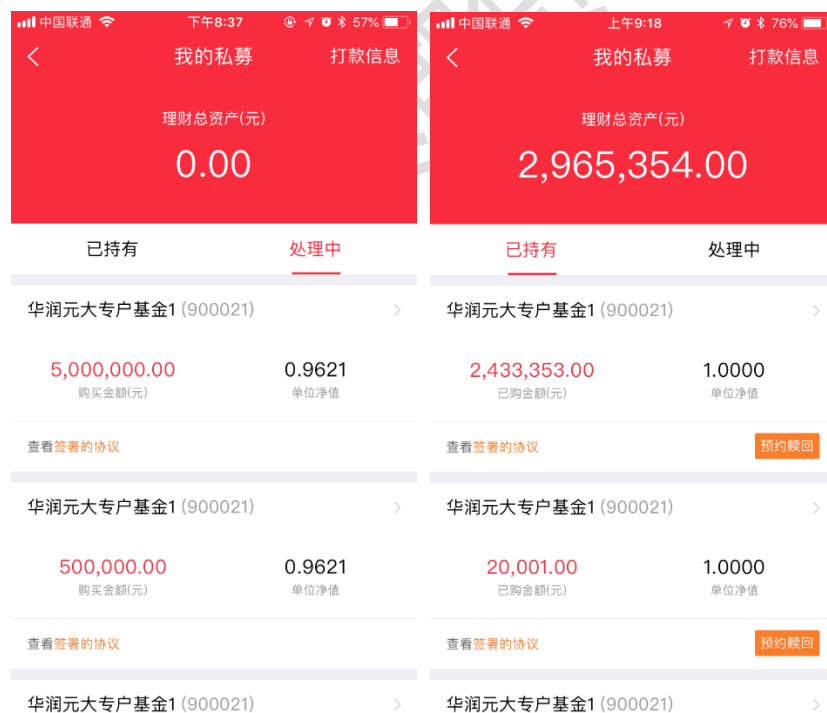 中国联通 下午8:37 57%
我的私募 打款信息
理财总资产(元)
0.00
已持有 处理中
华润元大专户基金1 (900021)
5,000,000.00 0.9621
购买金额(元) 单位净值
查看签署的协议
华润元大专户基金1 (900021)
500,000.00 0.9621
购买金额(元) 单位净值
查看签署的协议
华润元大专户基金1 (900021)
中国联通 上午9:18 76%
我的私募 打款信息
理财总资产(元)
2,965,354.00
已持有 处理中
华润元大专户基金1 (900021)
2,433,353.00 1.0000
已购金额(元) 单位净值
查看签署的协议 预约赎回
华润元大专户基金1 (900021)
20,001.00 1.0000
已购金额(元) 单位净值
查看签署的协议 预约赎回
华润元大专户基金1 (900021)